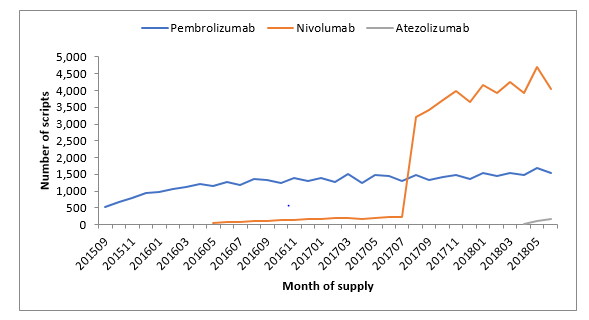 Pembrolizumab Nivolumab Atezolizumab
5,000
4,500
4,000
3,500
3,000
2,500
2,000
1,500
1,000
500
0
Number of scripts
201509 201511 201601 201603 201605 201607 201609 201611 201701 201703 201705 201707 201709 201711 201801 201803 201805
Month of supply